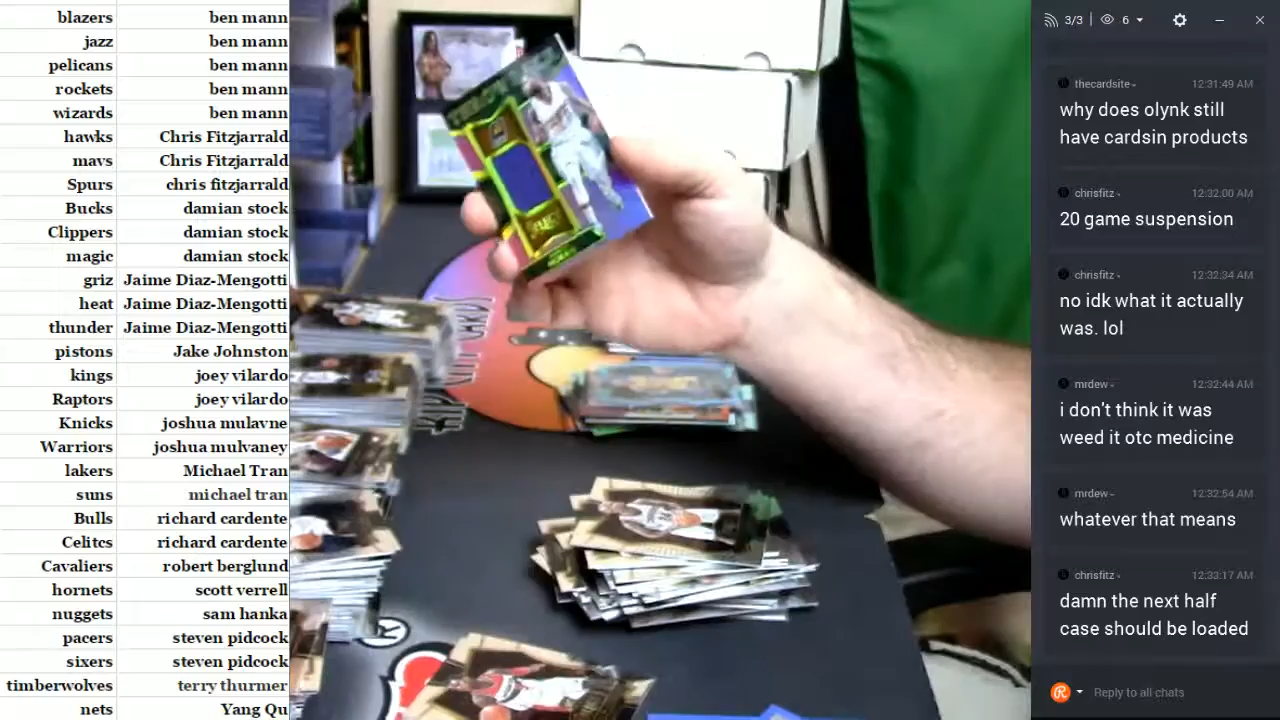 blazers ben mann
jazz ben mann
pelicans ben mann
rockets ben mann
wizards ben mann
hawks Chris Fitzjarrald
mavs Chris Fitzjarrald
Spurs chris fitzjarrald
Bucks damian stock
Clippers damian stock
magic damian stock
griz Jaime Diaz-Mengotti
heat Jaime Diaz-Mengotti
thunder Jaime Diaz-Mengotti
pistons Jake Johnston
kings joey vilardo
Raptors joey vilardo
Knicks joshua mulavne
Warriors joshua mulvaney
lakers Michael Tran
suns michael tran
Bulls richard cardente
Celitcs richard cardente
Cavaliers robert berglund
hornets scott verrell
nuggets sam hanka
pacers steven pidcock
sixers steven pidcock
timberwolves terry thurmer
nets Yang Qu
3/3 6
thecardsite 12:31:49 AM
why does olynk still
have cardsin products
chrisfitz 12:32:00 AM
20 game suspension
chrisfitz 12:32:34 AM
no idk what it actually
was. lol
mrdew 12:32:44 AM
i don't think it was
weed it otc medicine
mrdew 12:32:54 AM
whatever that means
chrisfitz 12:33:17 AM
damn the next half
case should be loaded
Reply to all chats